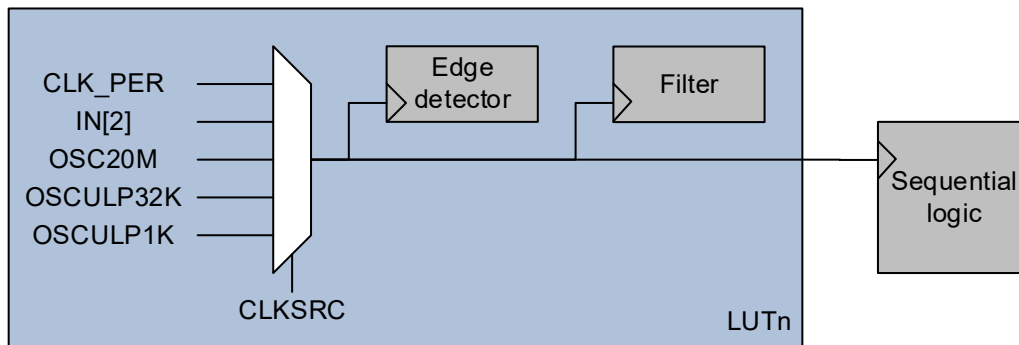 CLK_PER
IN[2]
OSC20M
OSCULP32K
OSCULP1K
CLKSRC
Edge
detector
Filter
Sequential
logic
LUTn